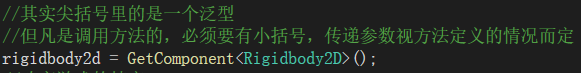 //其实尖括号里的是一个泛型
//但凡是调用方法的，必须要有小括号，传递参数视方法定义的情况而定
rigidbody2d = GetComponent<Rigidbody2D>();